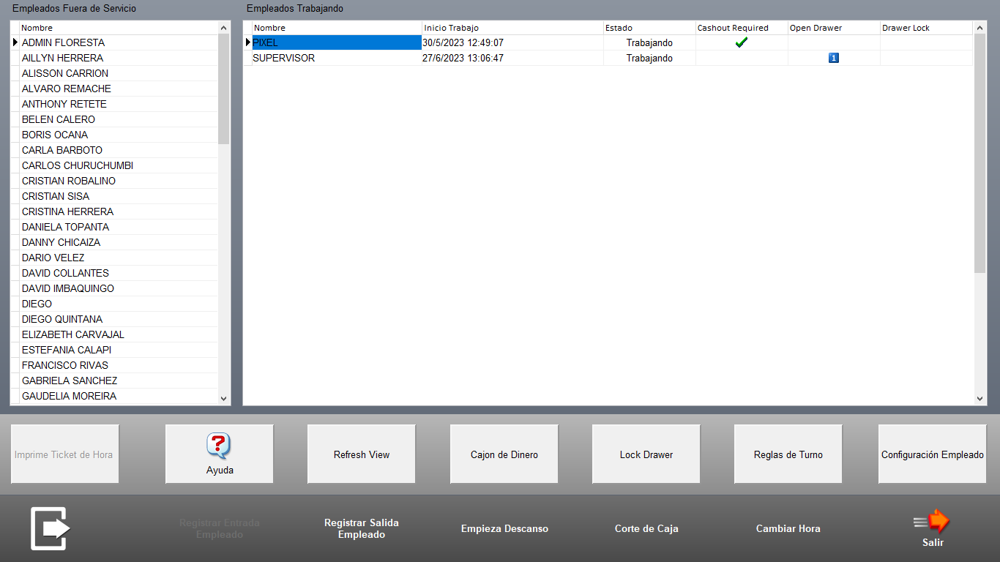 Empleados Fuera de Servicio
Empleados Trabajando
Nombre
ADMIN FLORESTA
AILLYN HERRERA
ALISSON CARRION
ALVARO REMACHE
ANTHONY RETETE
BELEN CALERO
BORIS OCANA
CARLA BARBOTO
CARLOS CHURUCHUMBI
CRISTIAN ROBALINO
CRISTIAN SISA
CRISTINA HERRERA
DANIELA TOPANTA
DANNY CHICAIZA
DARIO VELEZ
DAVID COLLANTES
DAVID IMBAQUINGO
DIEGO
DIEGO QUINTANA
ELIZABETH CARVAJAL
ESTEFANIA CALAPI
FRANCISCO RIVAS
GABRIELA SANCHEZ
GAUDELIA MOREIRA
Nombre Inicio Trabajo Estado Cashout Required Open Drawer Drawer Lock
PIXEL 30/5/2023 12:49:07 Trabajando
SUPERVISOR 27/6/2023 13:06:47 Trabajando 1
Imprime Ticket de Hora
Ayuda
Refresh View
Cajon de Dinero
Lock Drawer
Reglas de Turno
Configuración Empleado
Registrar Entrada
Empleado
Registrar Salida
Empleado
Empieza Descanso
Corte de Caja
Cambiar Hora
Salir